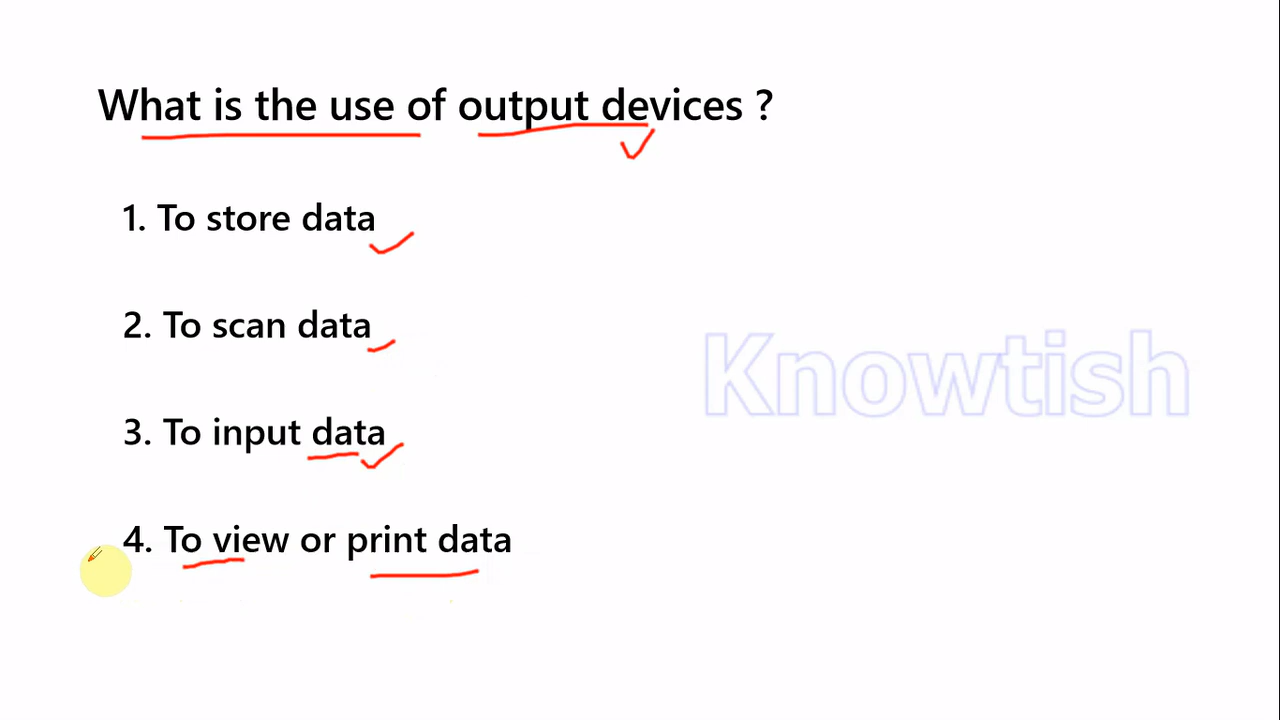 What is the use of output devices ?
1. To store data
2. To scan data
3. To input data
4. To view or print data
Knowtish